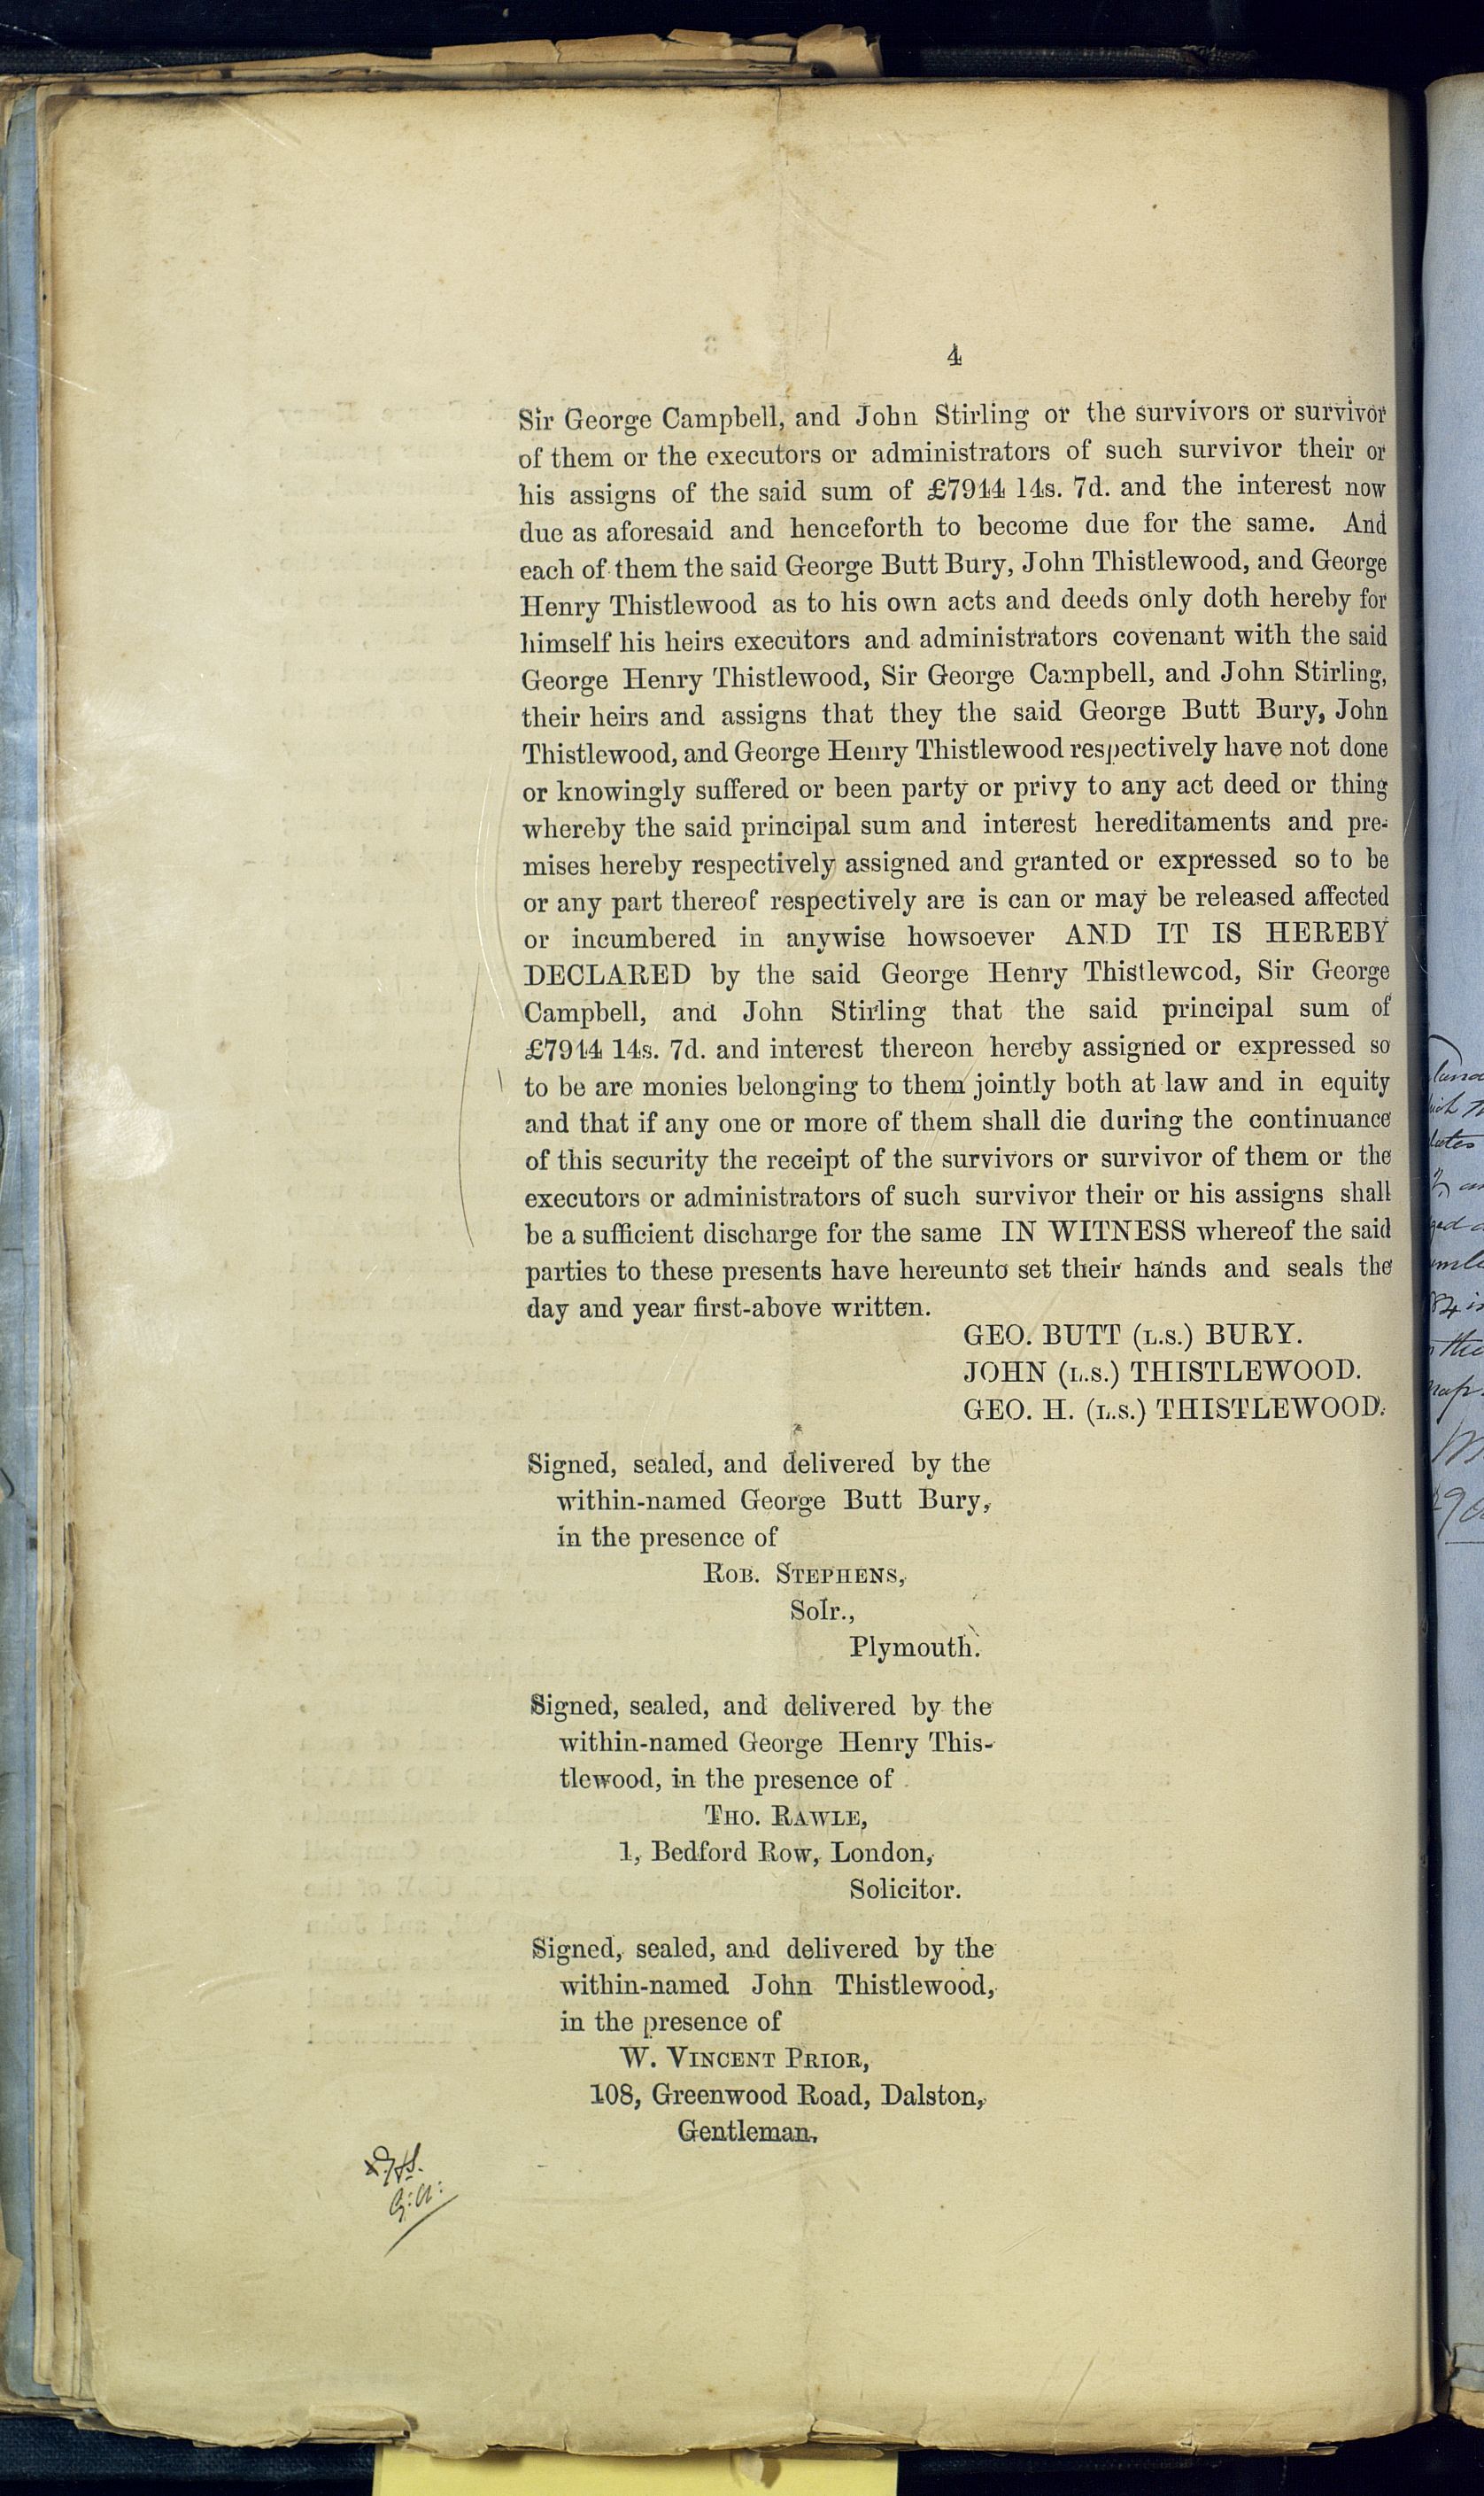 4
Sir George Campbell, and John Stirling or the survivors or survivor
of them or the executors or administrators of such survivor their or
his assigns of the said sum of £7914 14s. 7d. and the interest now
due as aforesaid and henceforth to become due for the same. And
each of them the said George Butt Bury, John Thistlewood, and George
Henry Thistlewood as to his own acts and deeds only doth hereby for
himself his heirs executors and administrators covenant with the said
George Henry Thistlewood, Sir George Campbell, and John Stirling,
their heirs and assigns that they the said George Butt Bury, John
Thistlewood, and George Henry Thistlewood respectively have not done
or knowingly suffered or been party or privy to any act deed or thing
whereby the said principal sum and interest hereditaments and pre-
mises hereby respectively assigned and granted or expressed so to be
or any part thereof respectively are is can or may be released affected
or incumbered in anywise howsoever AND IT IS HEREBY
DECLARED by the said George Henry Thistlewood, Sir George
Campbell, and John Stirling that the said principal sum of
£7914 14s. 7d. and interest thereon hereby assigned or expressed so
to be are monies belonging to them jointly both at law and in equity
and that if any one or more of them shall die during the continuance
of this security the receipt of the survivors or survivor of them or the
executors or administrators of such survivor their or his assigns shall
be a sufficient discharge for the same IN WITNESS whereof the said
parties to these presents have hereunto set their hands and seals the
day and year first-above written.
GEO. BUTT (L.S.) BURY.
JOHN (L.S.) THISTLEWOOD.
GEO. H. (L.S.) THISTLEWOOD.
Signed, sealed, and delivered by the
within-named George Butt Bury,
in the presence of
ROB. STEPHENS,
Solr.,
Plymouth.
Signed, sealed, and delivered by the
within-named George Henry This-
tlewood, in the presence of
THO. RAWLE,
1, Bedford Row, London,
Solicitor.
Signed, sealed, and delivered by the
within-named John Thistlewood,
in the presence of
W. VINCENT PRIOR,
108, Greenwood Road, Dalston,
Gentleman.